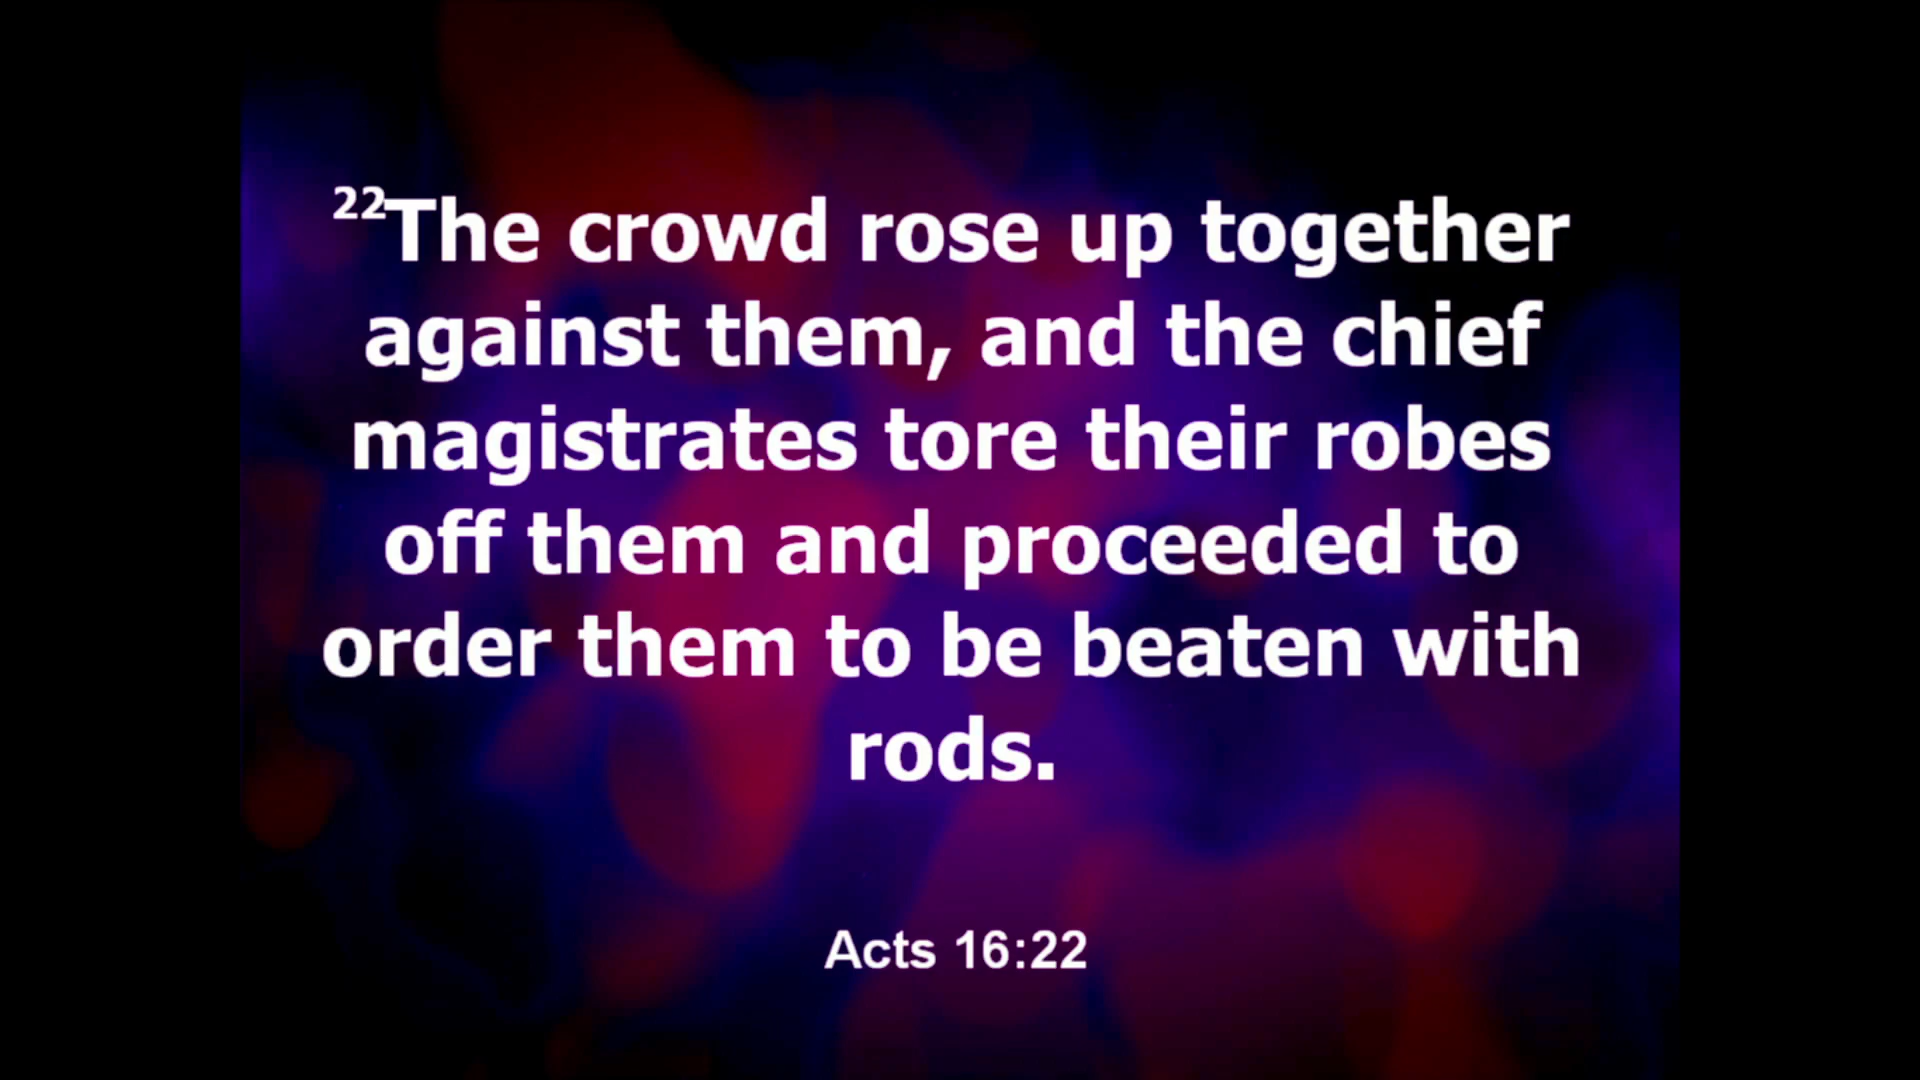 22The crowd rose up together
against them, and the chief
magistrates tore their robes
off them and proceeded to
order them to be beaten with
rods.
Acts 16:22